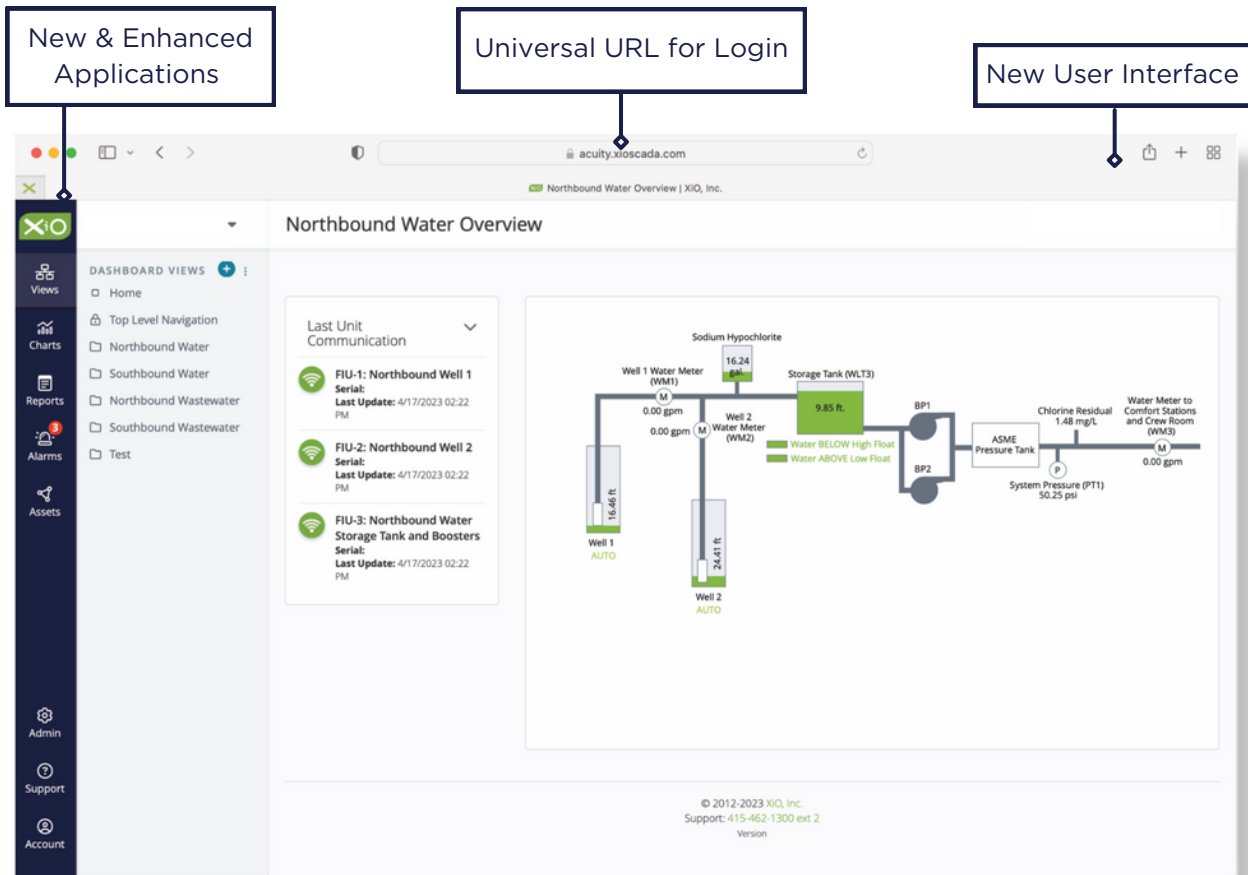 New & Enhanced
Applications
Universal URL for Login
New User Interface
acuity.xioscada.com
Northbound Water Overview | XiO, Inc.
XiO
Northbound Water Overview
Views
Charts
Reports
3
Alarms
Assets
Admin
Support
Account
DASHBOARD VIEWS
Home
Top Level Navigation
Northbound Water
Southbound Water
Northbound Wastewater
Southbound Wastewater
Test
Last Unit
Communication
FIU-1: Northbound Well 1
Serial:
Last Update: 4/17/2023 02:22
PM
FIU-2: Northbound Well 2
Serial:
Last Update: 4/17/2023 02:22
PM
FIU-3: Northbound Water
Storage Tank and Boosters
Serial:
Last Update: 4/17/2023 02:22
PM
Sodium Hypochlorite
16.24
gal.
Well 1 Water Meter
(WM1)
M
0.00 gpm
Well 2
Water Meter
(WM2)
0.00 gpm
M
Storage Tank (WLT3)
9.85 ft.
Water BELOW High Float
Water ABOVE Low Float
BP1
BP2
ASME
Pressure Tank
Chlorine Residual
1.48 mg/L
P
System Pressure (PT1)
50.25 psi
Water Meter to
Comfort Stations
and Crew Room
(WM3)
M
0.00 gpm
16.46 ft
Well 1
AUTO
24.41 ft
Well 2
AUTO
© 2012-2023 XiO, Inc.
Support: 415-462-1300 ext 2
Version